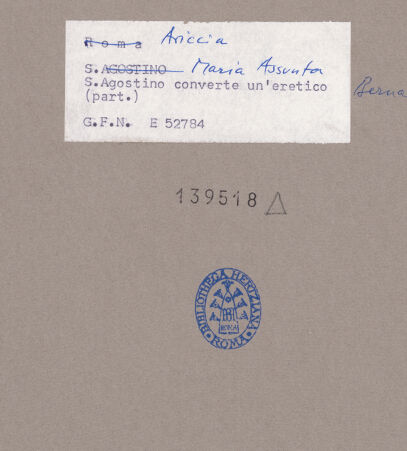 Roma Ariccia
S.AGOSTINO Maria Assunta
S.Agostino converte un'eretico
(part.)
Berna
G.F.N. E 52784
139518
BIBLIOTHECA HERTZIANA
ROMA